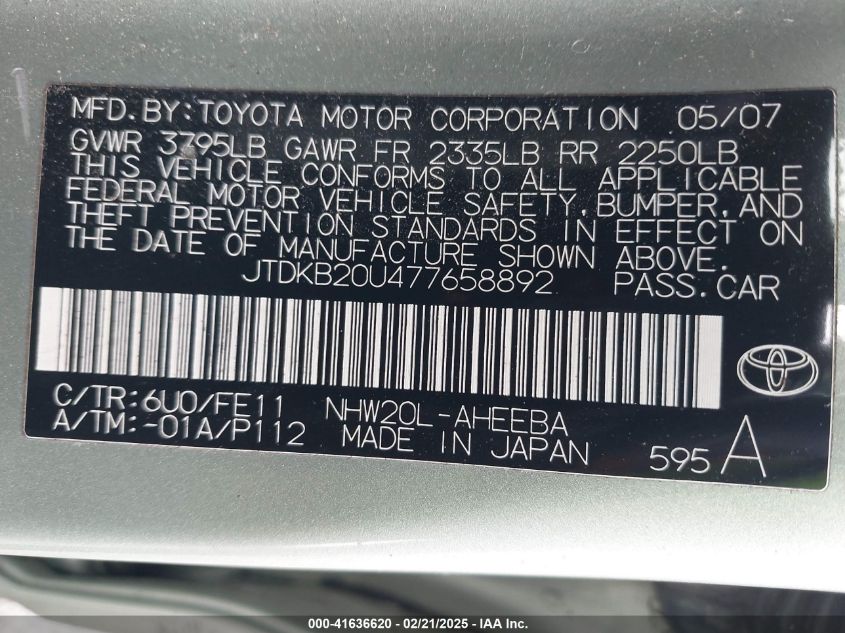 MFD.BY:TOYOTA MOTOR CORPORATION 05/07
GVWR 3795LB GAWR FR 2335LB RR 2250LB
THIS VEHICLE CONFORMS TO ALL APPLICABLE
FEDERAL MOTOR VEHICLE SAFETY,BUMPER,AND
THEFT PREVENTION STANDARDS IN EFFECT ON
THE DATE OF MANUFACTURE SHOWN ABOVE.
JTDKB20U477658892 PASS.CAR
C/TR:6U0/FE11 NHW20L-AHEEBA
A/TM:-01A/P112 MADE IN JAPAN 595 A
000-41636620 - 02/21/2025 - IAA Inc.